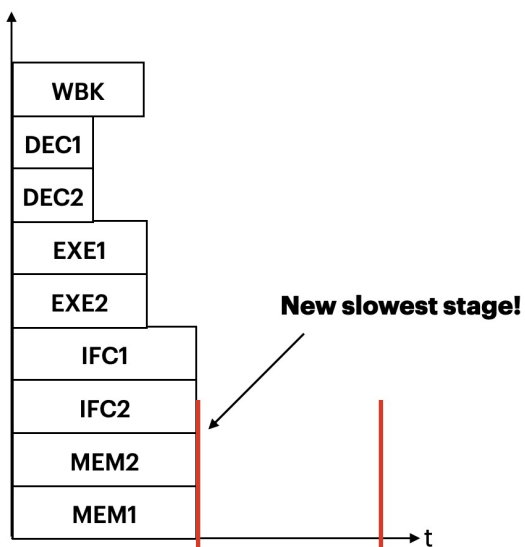 WBK
DEC1
DEC2
EXE1
EXE2
New slowest stage!
IFC1
IFC2
MEM2
MEM1
t